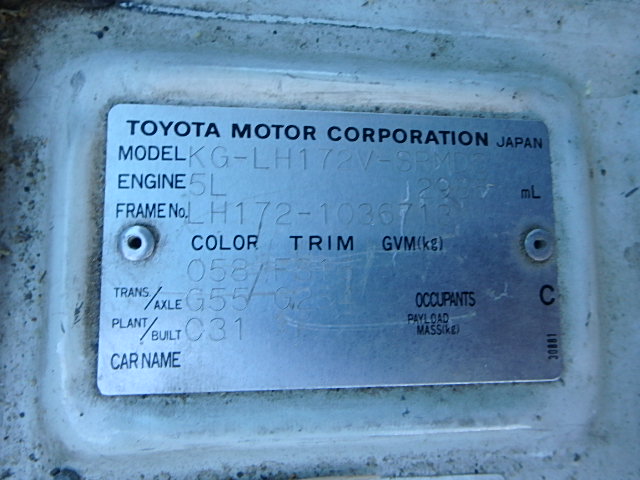 TOYOTA MOTOR CORPORATION JAPAN
MODEL KG-LH172V-
ENGINE 5L mL
FRAME No. LH172-
COLOR TRIM GVM(kg)
058
TRANS/AXLE G55
OCCUPANTS C
PLANT/BUILT C31
PAYLOAD MASS(kg)
CAR NAME
30881